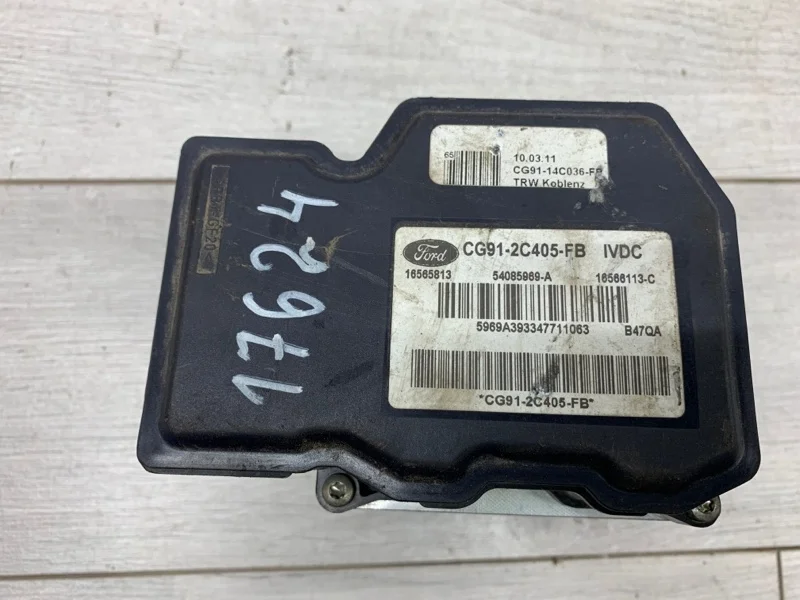 65
10.03.11
CG91-14C036-FB
TRW Koblenz
Ford CG91-2C405-FB IVDC
16565813 54085969-A 16566113-C
5969A393347711063 B47QA
*CG91-2C405-FB*
17624